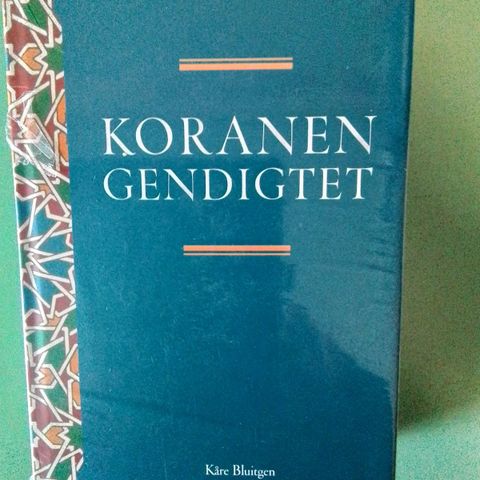 KORANEN
GENDIGTET
Kåre Bluitgen